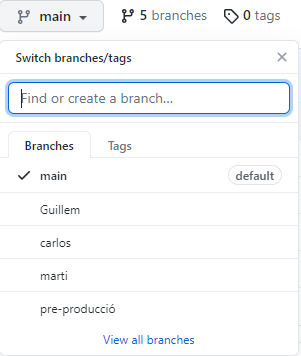 main 5 branches 0 tags
Switch branches/tags
Find or create a branch...
Branches Tags
main default
Guillem
carlos
marti
pre-producció
View all branches